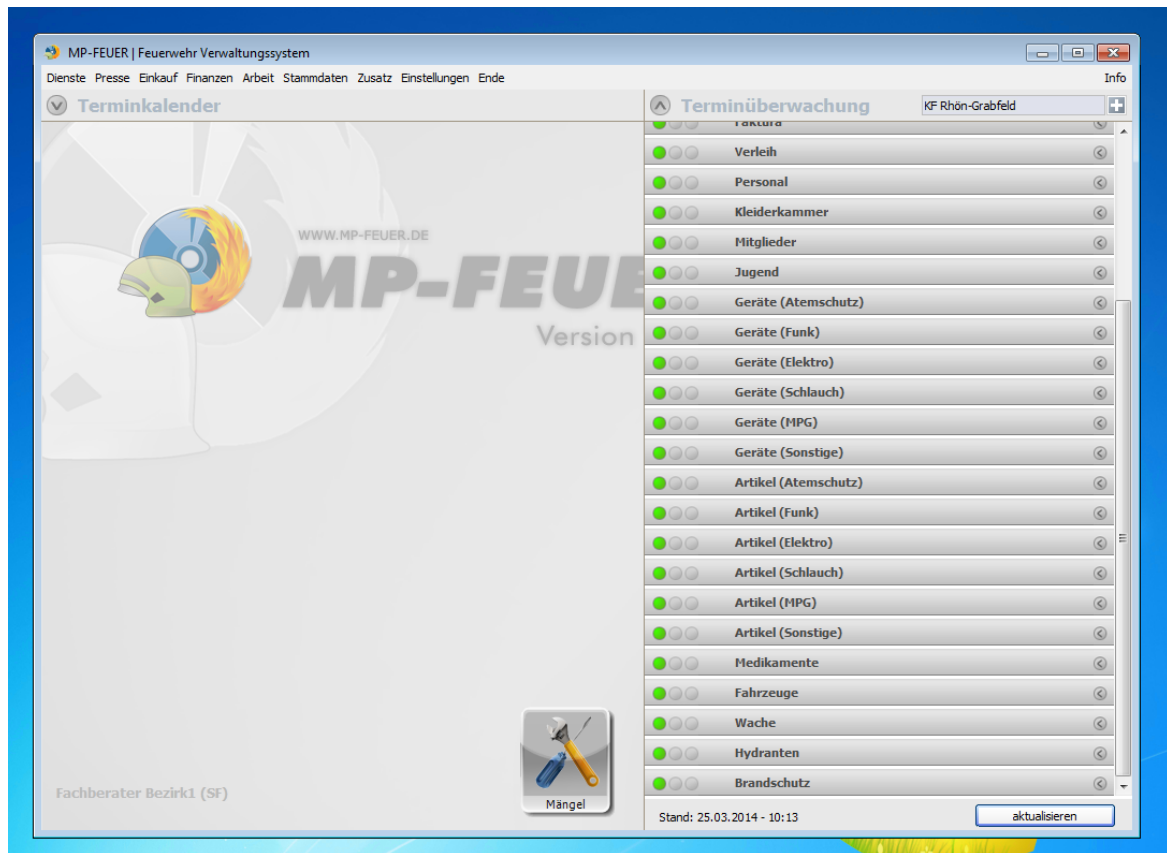 MP-FEUER | Feuerwehr Verwaltungssystem
Dienste Presse Einkauf Finanzen Arbeit Stammdaten Zusatz Einstellungen Ende Info
Terminkalender
WWW.MP-FEUER.DE
MP-FEUE
Version
Fachberater Bezirk1 (SF)
Mängel
Terminüberwachung KF Rhön-Grabfeld
Faktura
Verleih
Personal
Kleiderkammer
Mitglieder
Jugend
Geräte (Atemschutz)
Geräte (Funk)
Geräte (Elektro)
Geräte (Schlauch)
Geräte (MPG)
Geräte (Sonstige)
Artikel (Atemschutz)
Artikel (Funk)
Artikel (Elektro)
Artikel (Schlauch)
Artikel (MPG)
Artikel (Sonstige)
Medikamente
Fahrzeuge
Wache
Hydranten
Brandschutz
Stand: 25.03.2014 - 10:13 aktualisieren